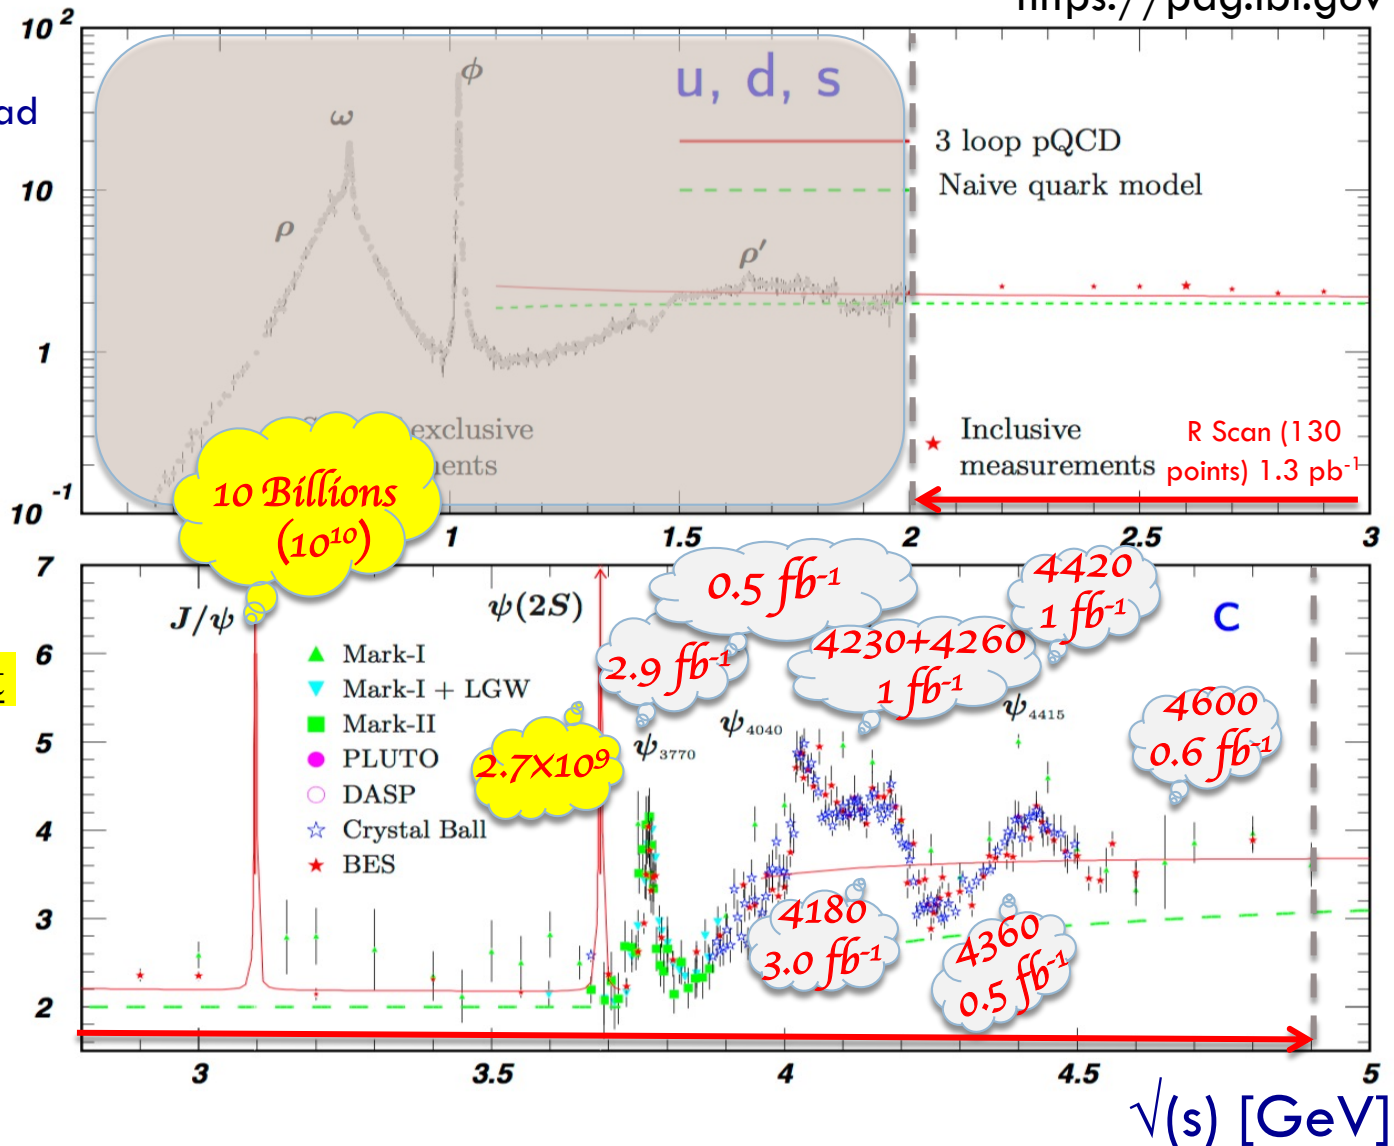 https://pdg.lbl.gov
10 2
ad
ϕ
u, d, s
ω
3 loop pQCD
10
Naive quark model
ρ
ρ′
1
exclusive
Inclusive
measurements
R Scan (130
points) 1.3 pb-1
10 Billions
(10¹⁰)
10 -1
1
1.5
2
2.5
3
7
J/ψ
ψ(2S)
0.5 fb-1
4420
1 fb-1
c
6
Mark-I
Mark-I + LGW
Mark-II
PLUTO
DASP
Crystal Ball
BES
2.9 fb-1
4230+4260
1 fb-1
ψ4415
4600
0.6 fb-1
5
ψ4040
ψ3770
2.7×10⁹
4
3
4180
3.0 fb-1
4360
0.5 fb-1
2
3
3.5
4
4.5
5
√(s) [GeV]